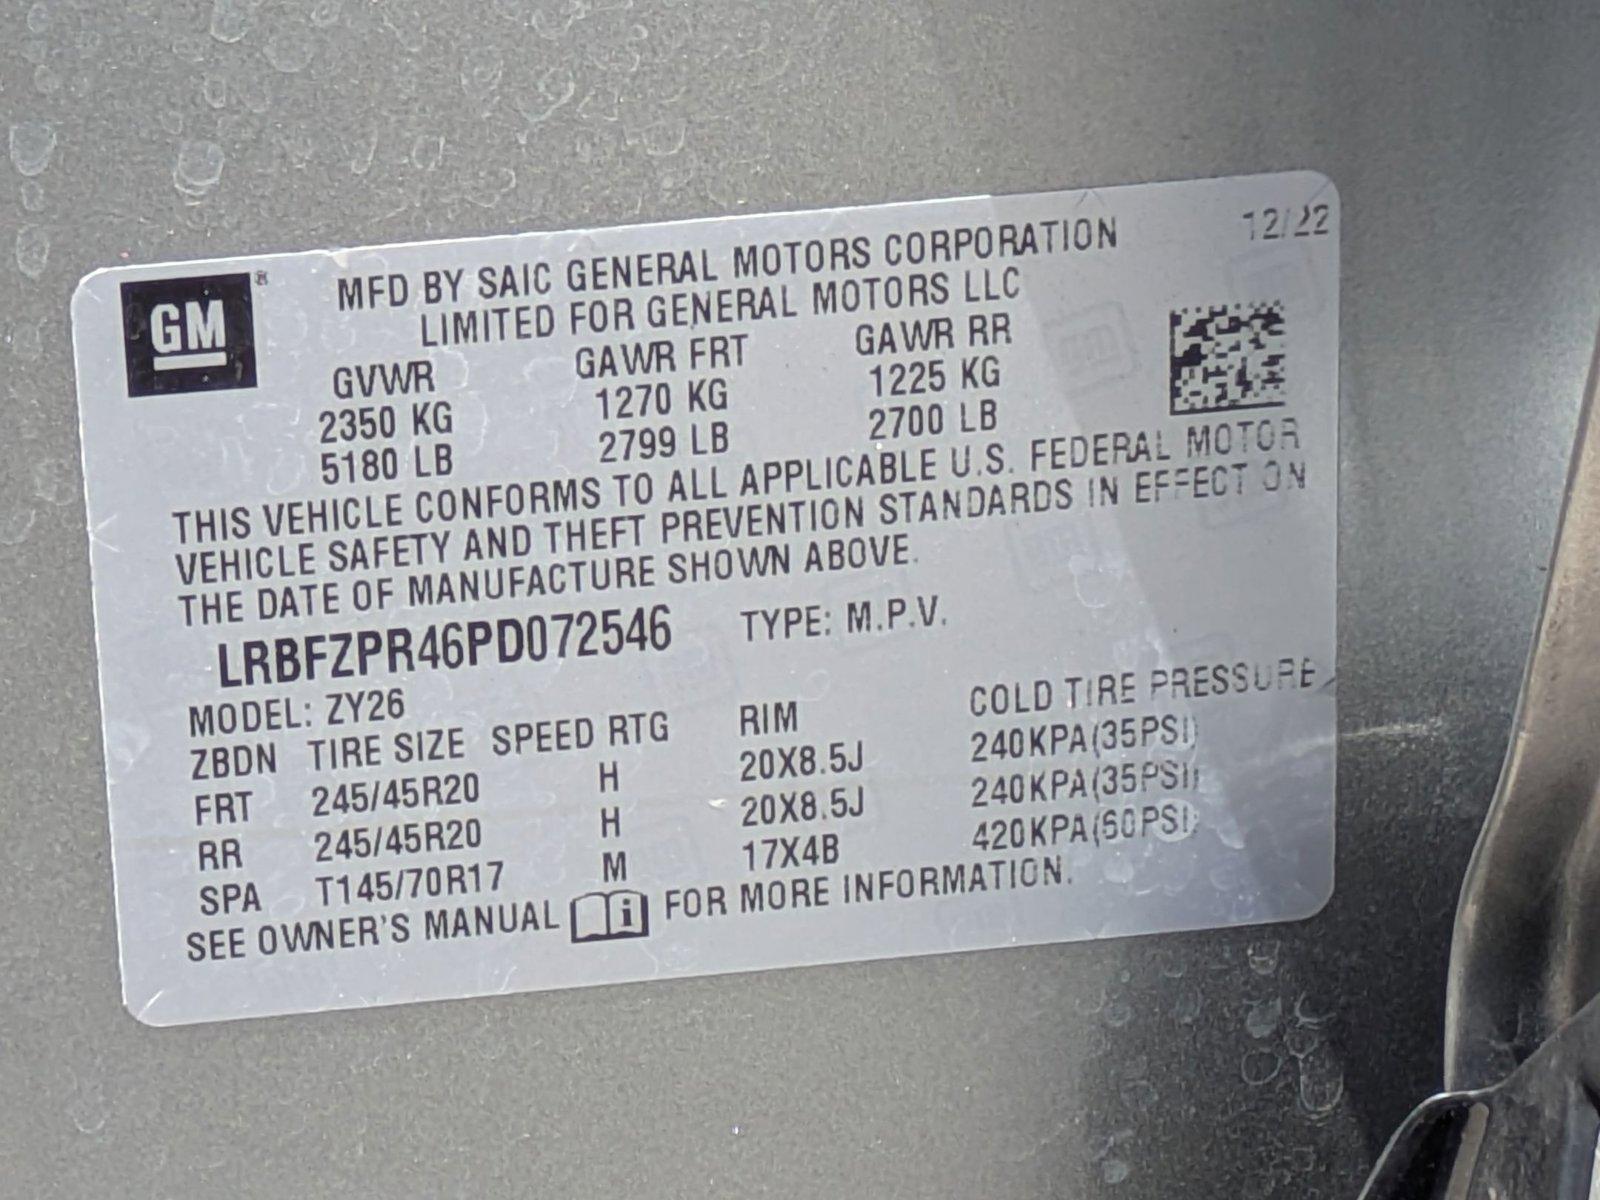 GM ®
MFD BY SAIC GENERAL MOTORS CORPORATION 12/22
LIMITED FOR GENERAL MOTORS LLC
GVWR GAWR FRT GAWR RR
2350 KG 1270 KG 1225 KG
5180 LB 2799 LB 2700 LB
THIS VEHICLE CONFORMS TO ALL APPLICABLE U.S. FEDERAL MOTOR
VEHICLE SAFETY AND THEFT PREVENTION STANDARDS IN EFFECT ON
THE DATE OF MANUFACTURE SHOWN ABOVE.
LRBFZPR46PD072546 TYPE: M.P.V.
MODEL: ZY26
ZBDN TIRE SIZE SPEED RTG RIM COLD TIRE PRESSURE
FRT 245/45R20 H 20X8.5J 240KPA(35PSI)
RR 245/45R20 H 20X8.5J 240KPA(35PSI)
SPA T145/70R17 M 17X4B 420KPA(60PSI)
SEE OWNER'S MANUAL i FOR MORE INFORMATION.